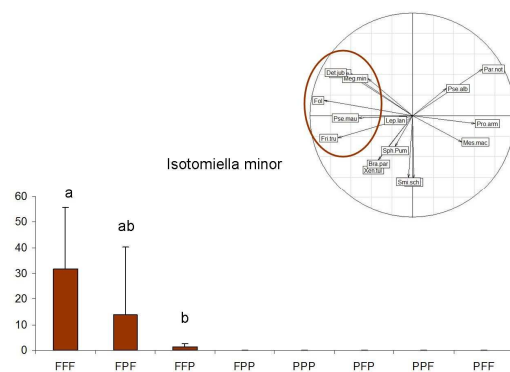 Det.jub
Meg.min
Par.not
Pse.alb
Fol
Pse.mau
Lep.lan
Pro.arm
Fri.tru
Mes.mac
Sph.Pum
Bra.par
Xen.tul
Smi.sch
Isotomiella minor
60
50
40
30
20
10
0
a
ab
b
FFF FPF FFP FPP PPP PFP PPF PFF